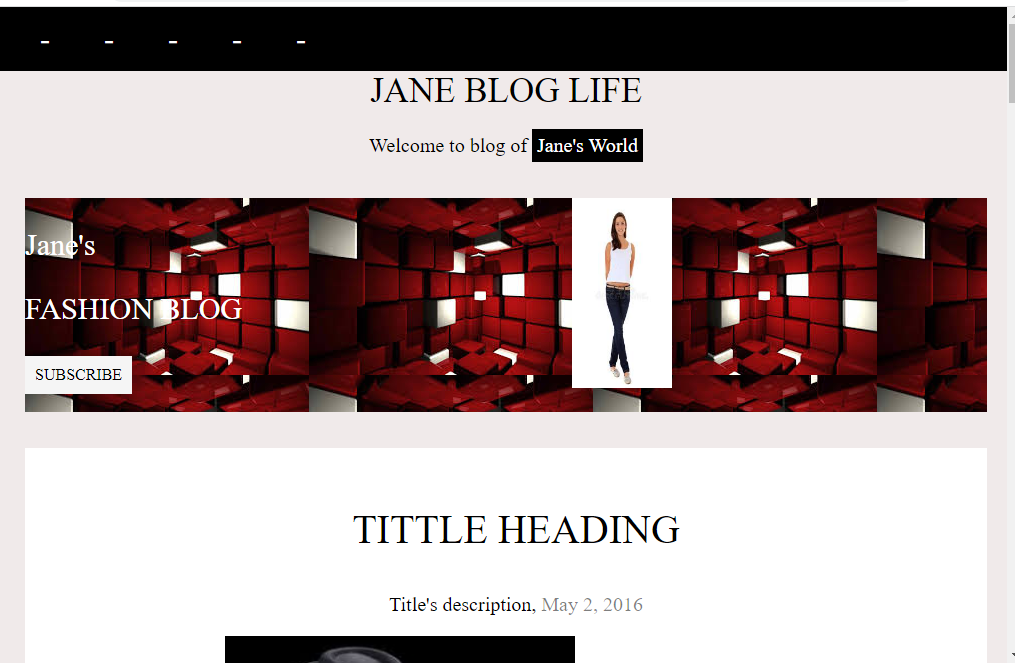 - - - - -
JANE BLOG LIFE
Welcome to blog of Jane's World
Jane's
FASHION BLOG
SUBSCRIBE
TITTLE HEADING
Title's description, May 2, 2016